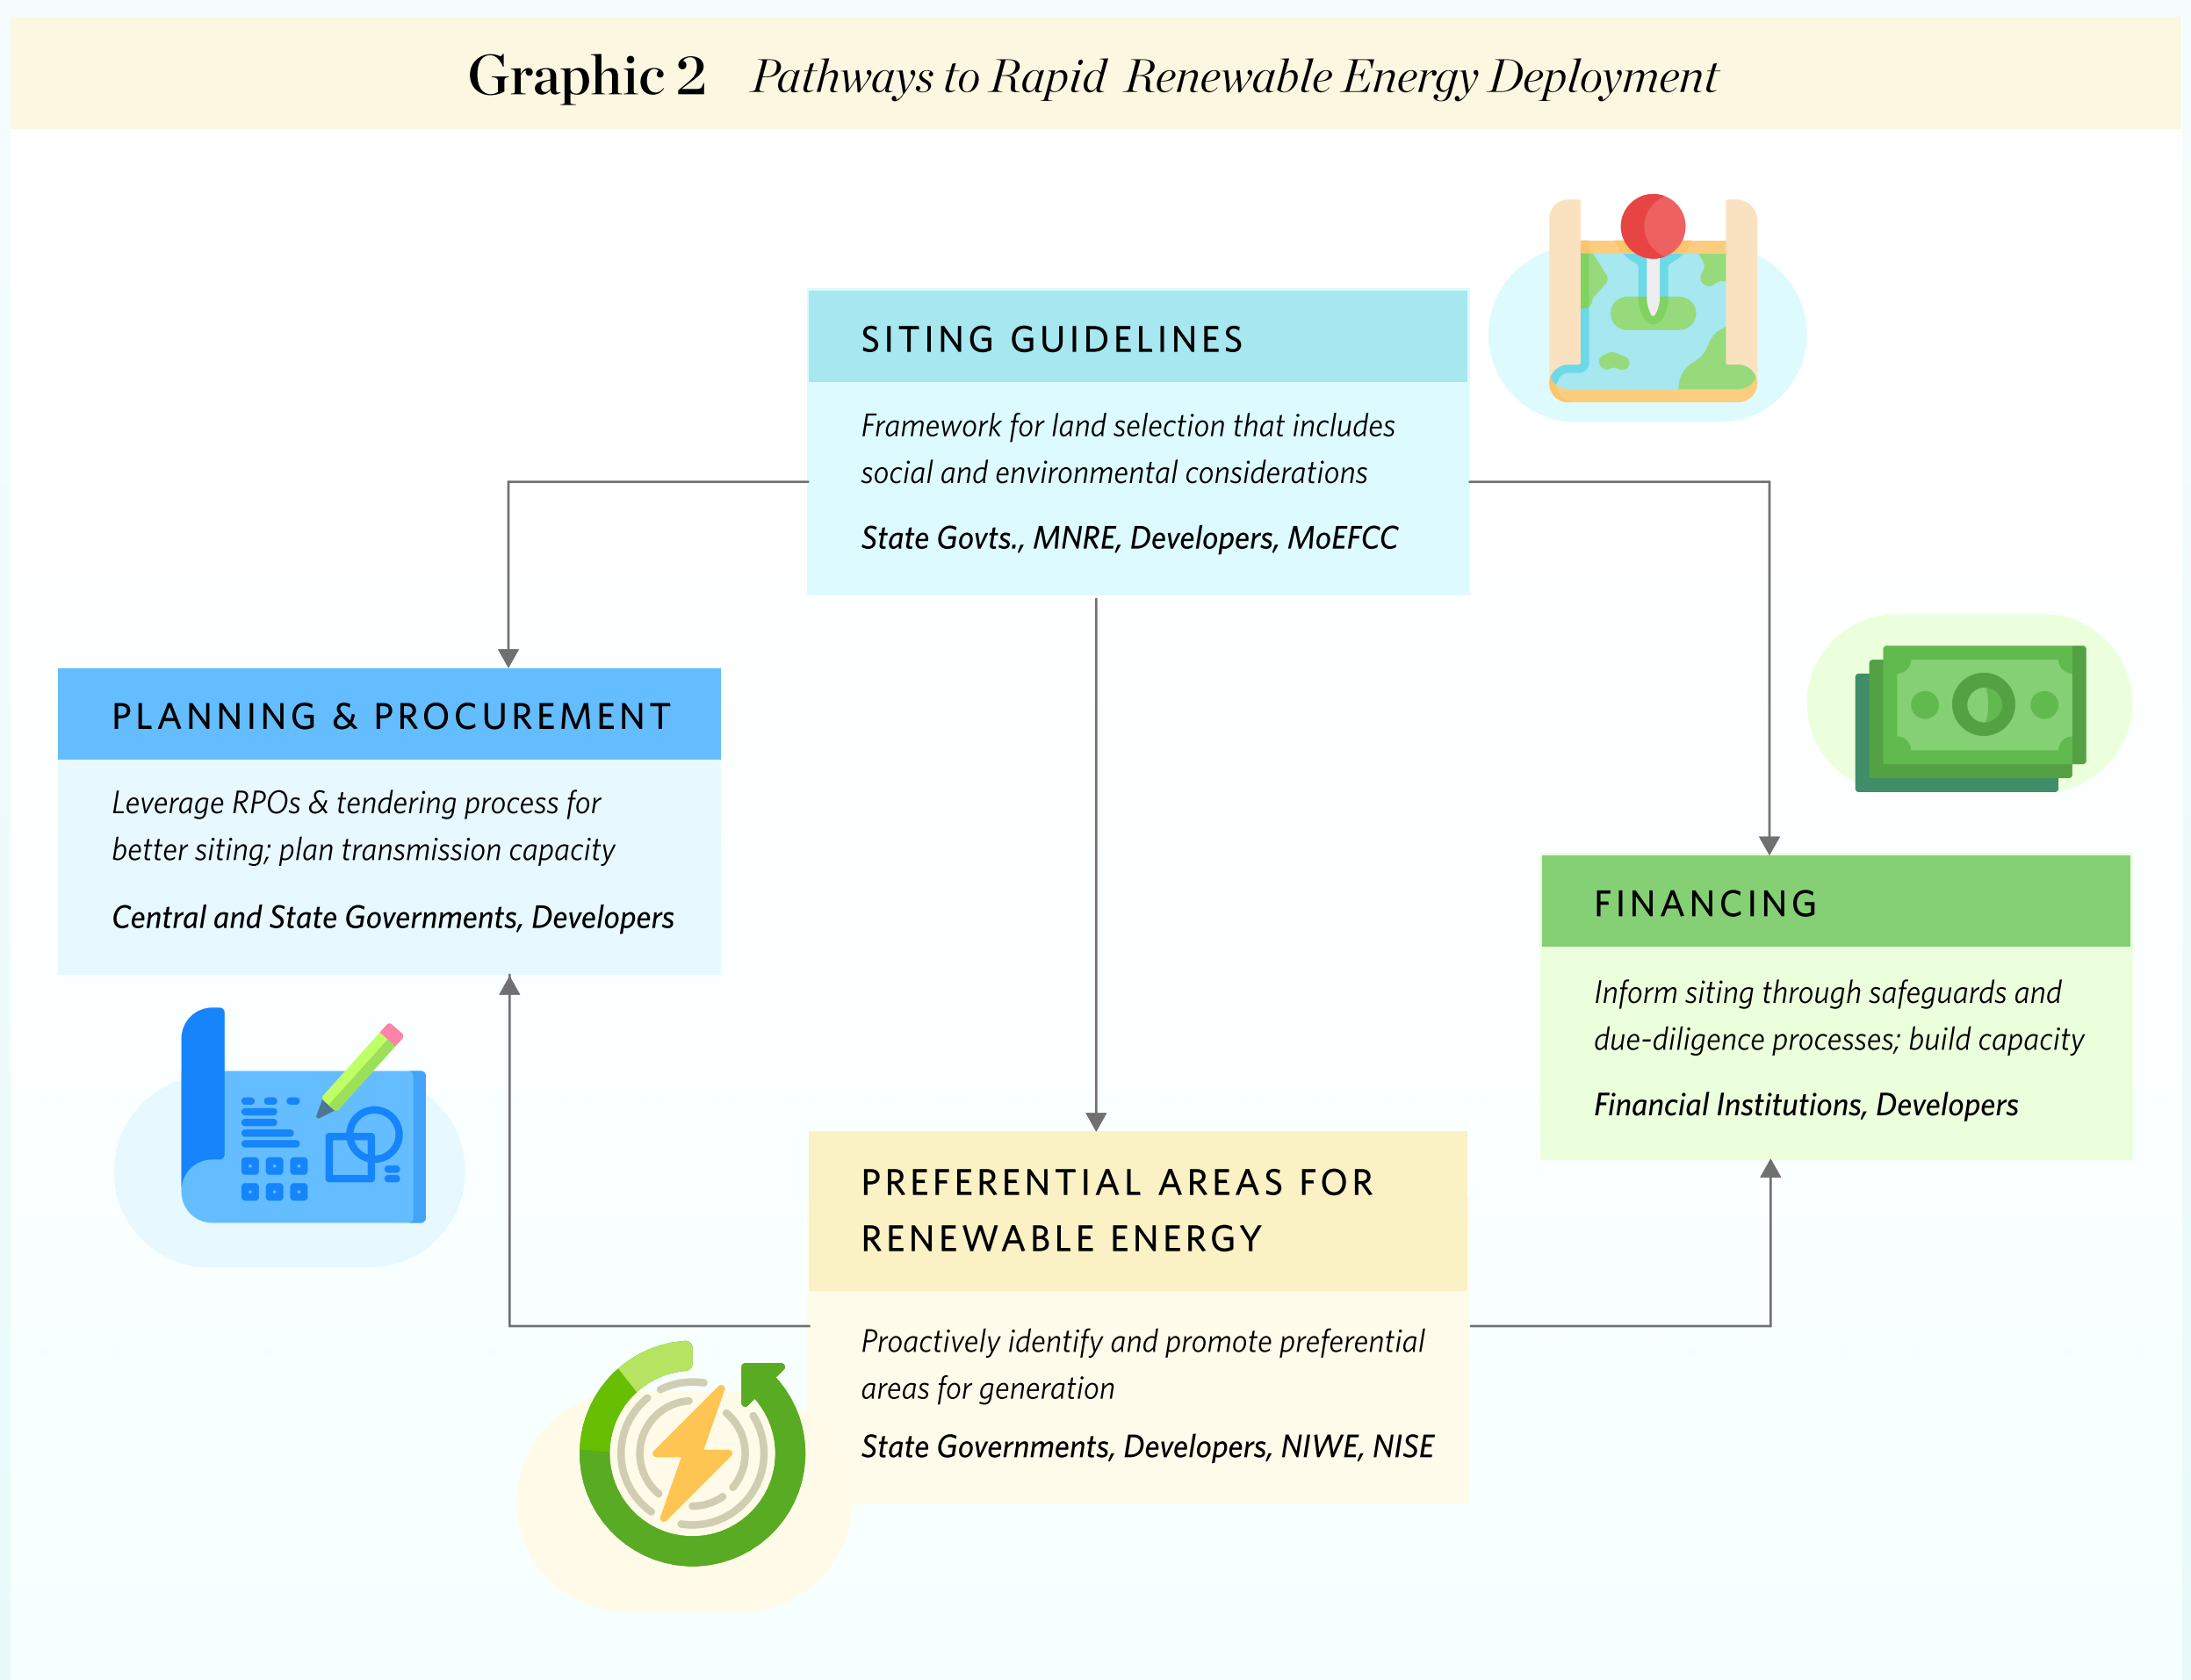 Graphic 2 Pathways to Rapid Renewable Energy Deployment
SITING GUIDELINES
Framework for land selection that includes
social and environmental considerations
State Govts., MNRE, Developers, MoEFCC
PLANNING & PROCUREMENT
Leverage RPOs & tendering process for
better siting; plan transmission capacity
Central and State Governments, Developers
FINANCING
Inform siting through safeguards and
due-diligence processes; build capacity
Financial Institutions, Developers
PREFERENTIAL AREAS FOR
RENEWABLE ENERGY
Proactively identify and promote preferential
areas for generation
State Governments, Developers, NIWE, NISE